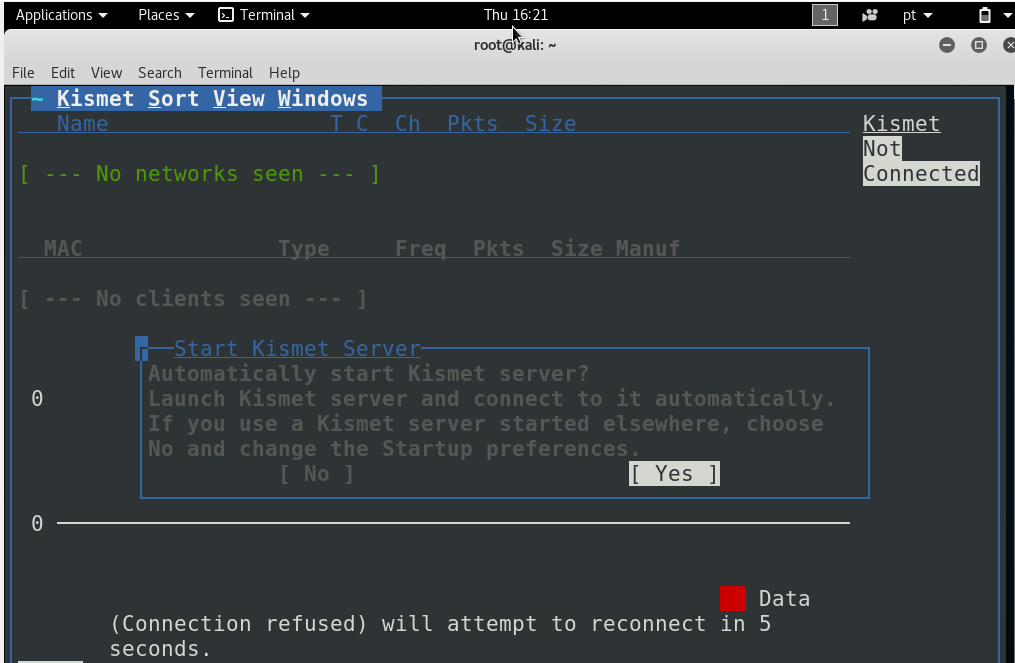 Applications Places Terminal Thu 16:21 1 pt
root@kali: ~
File Edit View Search Terminal Help
~ Kismet Sort View Windows
Name T C Ch Pkts Size Kismet
Not
[ --- No networks seen --- ] Connected
MAC Type Freq Pkts Size Manuf
[ --- No clients seen --- ]
Start Kismet Server
Automatically start Kismet server?
0 Launch Kismet server and connect to it automatically.
If you use a Kismet server started elsewhere, choose
No and change the Startup preferences.
[ No ] [ Yes ]
0
Data
(Connection refused) will attempt to reconnect in 5
seconds.